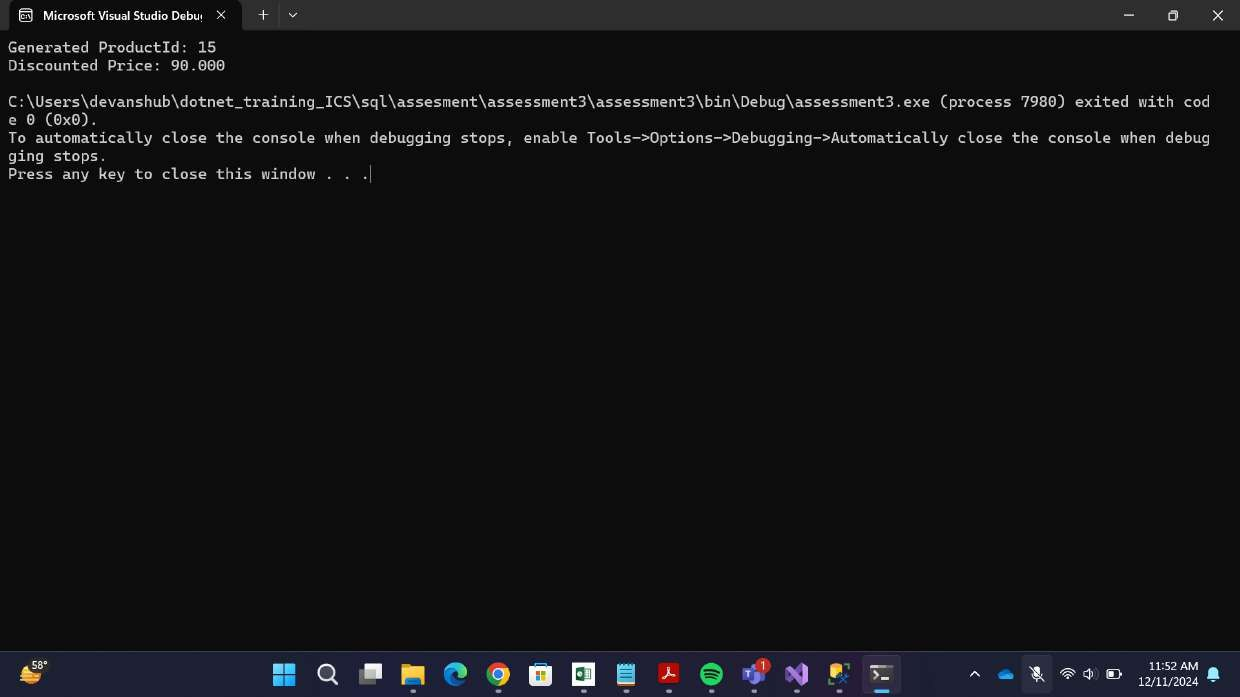 Microsoft Visual Studio Debu
Generated ProductId: 15
Discounted Price: 90.000
C:\Users\devanshub\dotnet_training_ICS\sql\assesment\assessment3\assessment3\bin\Debug\assessment3.exe (process 7980) exited with cod
e 0 (0x0).
To automatically close the console when debugging stops, enable Tools->Options->Debugging->Automatically close the console when debug
ging stops.
Press any key to close this window . . .
58°
1
11:52 AM
12/11/2024